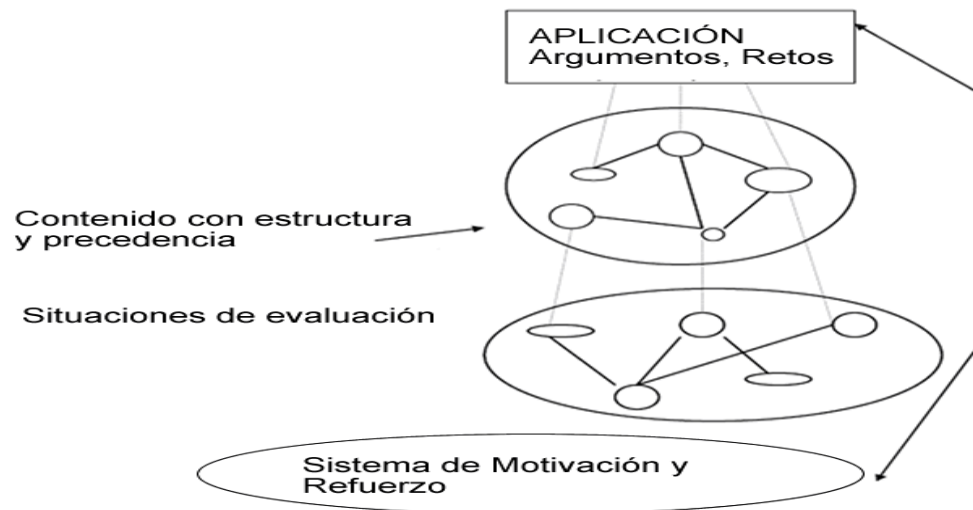 APLICACIÓN
Argumentos, Retos
Contenido con estructura
y precedencia
Situaciones de evaluación
Sistema de Motivación y
Refuerzo